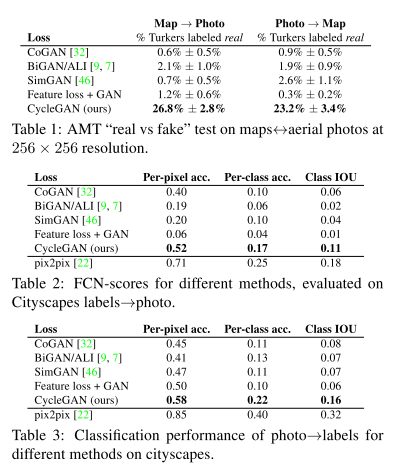 Map → Photo Photo → Map
Loss % Turkers labeled real % Turkers labeled real
CoGAN [32] 0.6% ± 0.5% 0.9% ± 0.5%
BiGAN/ALI [9, 7] 2.1% ± 1.0% 1.9% ± 0.9%
SimGAN [46] 0.7% ± 0.5% 2.6% ± 1.1%
Feature loss + GAN 1.2% ± 0.6% 0.3% ± 0.2%
CycleGAN (ours) 26.8% ± 2.8% 23.2% ± 3.4%
Table 1: AMT “real vs fake” test on maps↔aerial photos at
256 × 256 resolution.
Loss Per-pixel acc. Per-class acc. Class IOU
CoGAN [32] 0.40 0.10 0.06
BiGAN/ALI [9, 7] 0.19 0.06 0.02
SimGAN [46] 0.20 0.10 0.04
Feature loss + GAN 0.06 0.04 0.01
CycleGAN (ours) 0.52 0.17 0.11
pix2pix [22] 0.71 0.25 0.18
Table 2: FCN-scores for different methods, evaluated on
Cityscapes labels→photo.
Loss Per-pixel acc. Per-class acc. Class IOU
CoGAN [32] 0.45 0.11 0.08
BiGAN/ALI [9, 7] 0.41 0.13 0.07
SimGAN [46] 0.47 0.11 0.07
Feature loss + GAN 0.50 0.10 0.06
CycleGAN (ours) 0.58 0.22 0.16
pix2pix [22] 0.85 0.40 0.32
Table 3: Classification performance of photo→labels for
different methods on cityscapes.